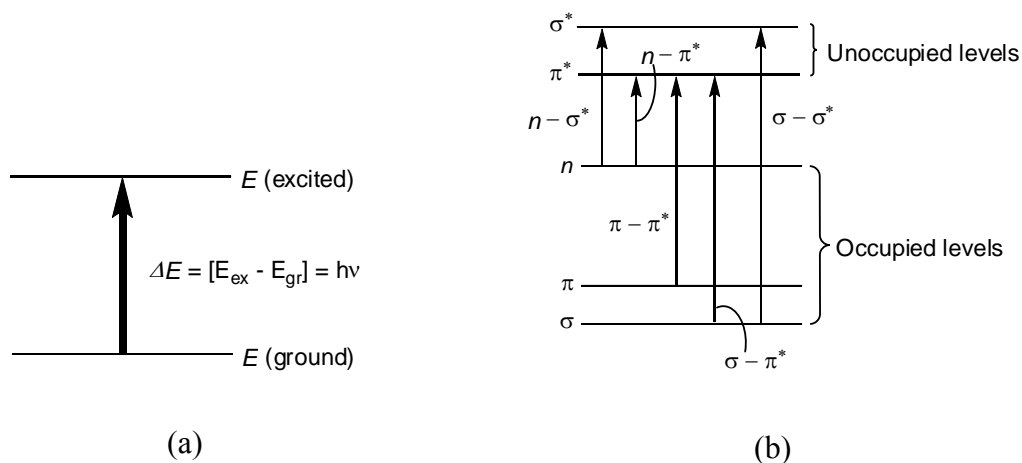 E (excited)
ΔE = [E_ex - E_gr] = hν
E (ground)
(a)
σ*
π*
n – π*
Unoccupied levels
n – σ*
σ – σ*
n
π – π*
Occupied levels
π
σ
σ – π*
(b)